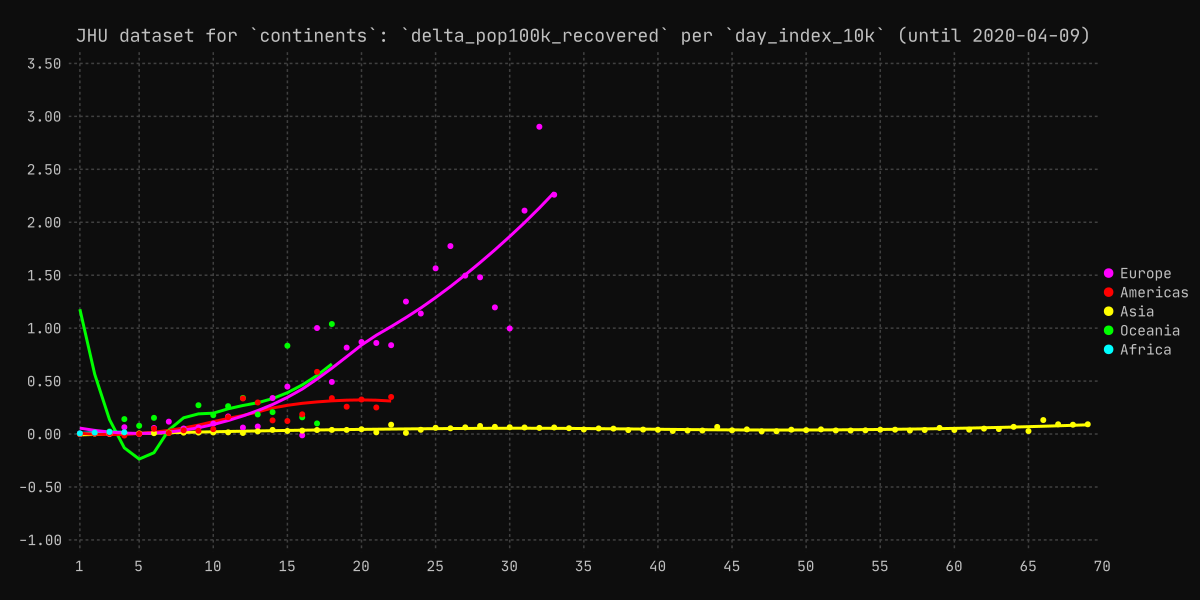 JHU dataset for `continents`: `delta_pop100k_recovered` per `day_index_10k` (until 2020-04-09)
3.50
3.00
2.50
2.00
1.50
1.00
0.50
0.00
-0.50
-1.00
1 5 10 15 20 25 30 35 40 45 50 55 60 65 70
Europe
Americas
Asia
Oceania
Africa